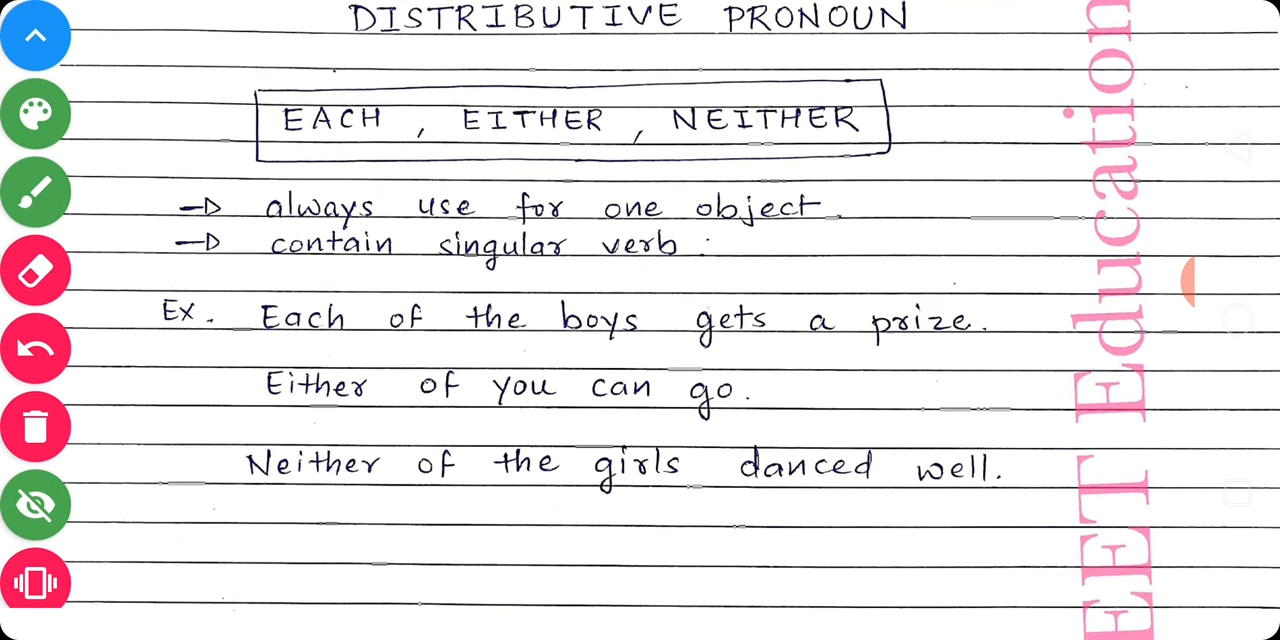 DISTRIBUTIVE PRONOUN
EACH , EITHER , NEITHER
→ always use for one object.
→ contain singular verb :
Ex. Each of the boys gets a prize.
Either of you can go.
Neither of the girls danced well.
EET Education